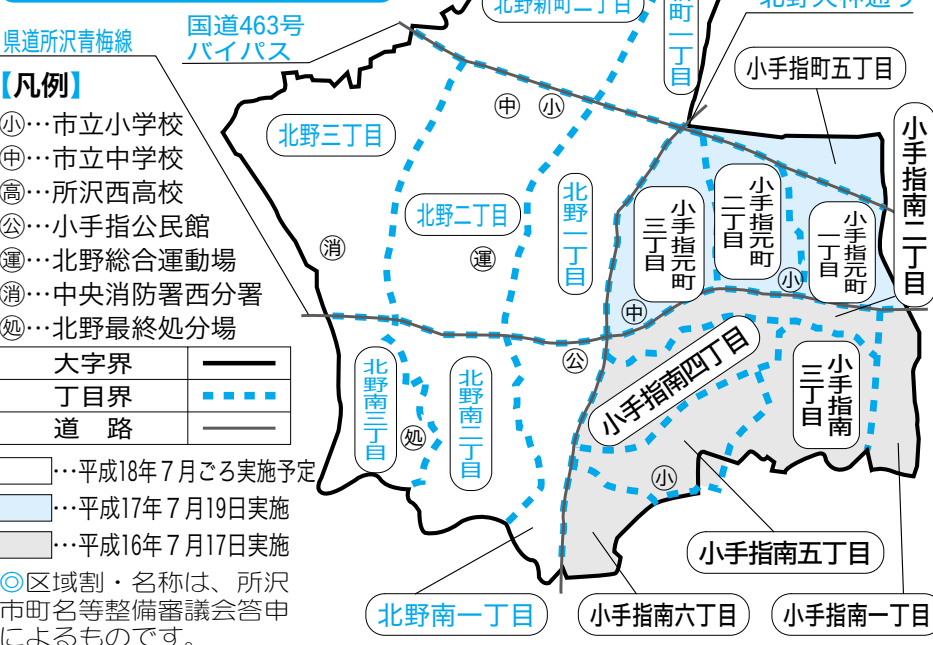 北野新町二丁目
町一丁目
国道463号
バイパス
県道所沢青梅線
【凡例】
小…市立小学校
中…市立中学校
高…所沢西高校
公…小手指公民館
運…北野総合運動場
消…中央消防署西分署
処…北野最終処分場
大字界
丁目界
道　路
…平成18年７月ごろ実施予定
…平成17年７月19日実施
…平成16年７月17日実施
◎区域割・名称は、所沢
市町名等整備審議会答申
によるものです。
小手指町五丁目
中
小
北野三丁目
北野二丁目
北野一丁目
小手指元町
三丁目
小手指元町
二丁目
小手指元町
一丁目
小手指南二丁目
消
運
小
中
公
小手指南四丁目
小手指南
三丁目
北野南三丁目
北野南二丁目
処
小
小手指南五丁目
北野南一丁目
小手指南六丁目
小手指南一丁目